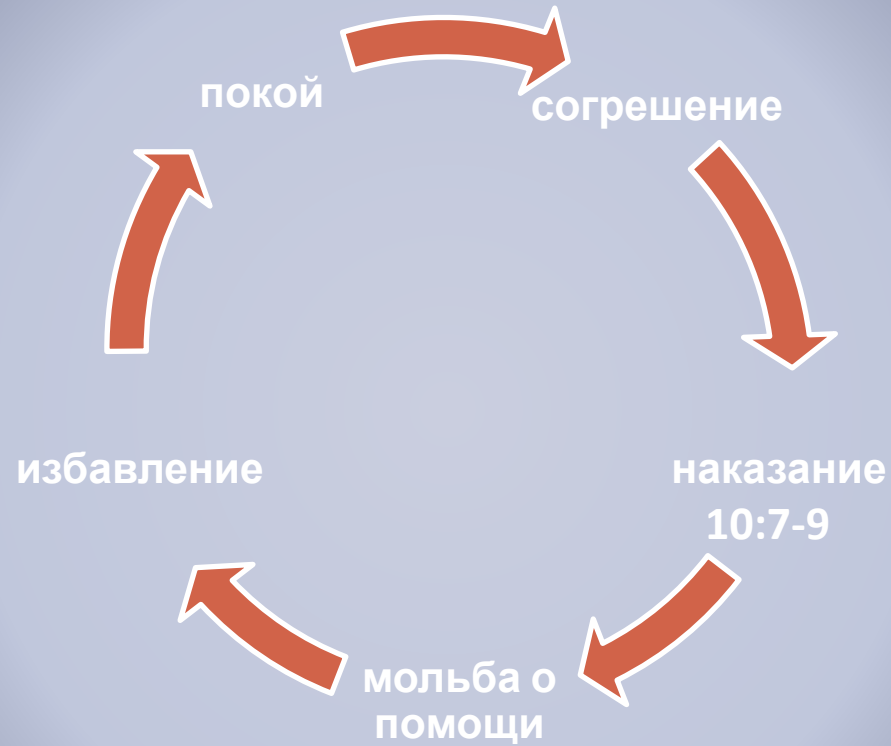 покой
согрешение
наказание
10:7-9
мольба о
помощи
избавление